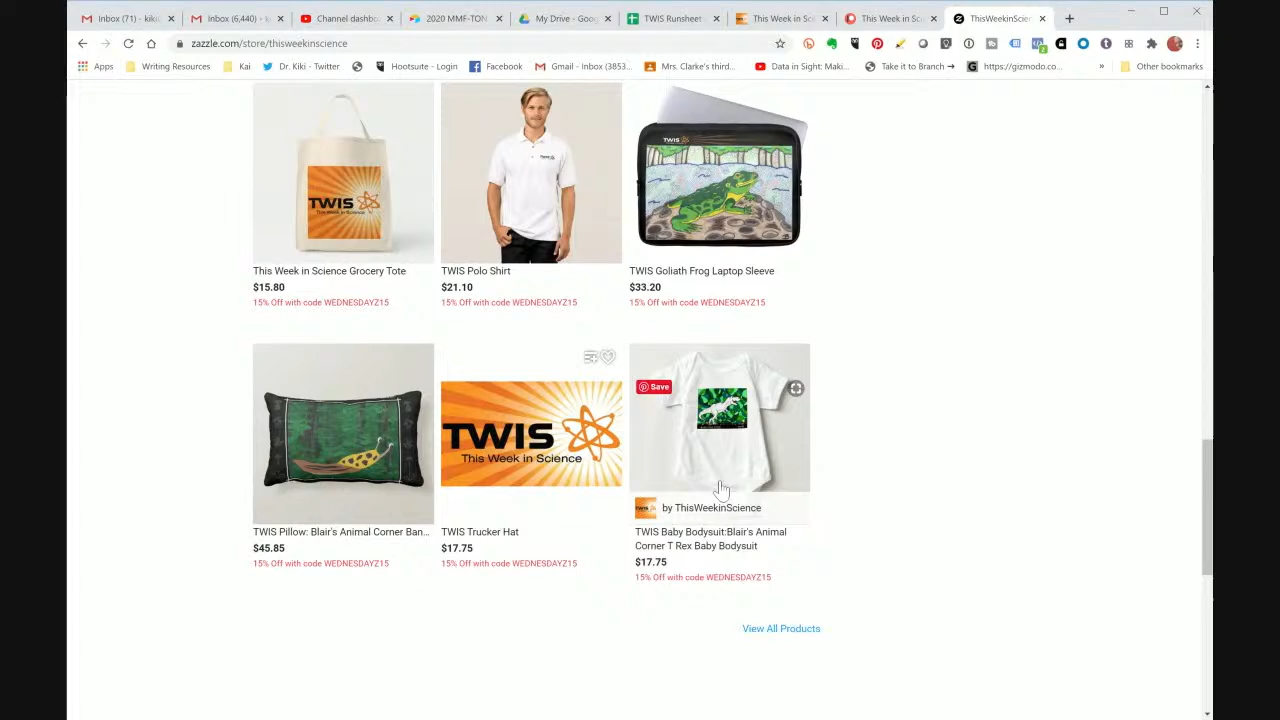 Inbox (71) - kiki
Inbox (6,440) - k
Channel dashbo
2020 MMF-TON
My Drive - Goog
TWIS Runsheet
This Week in Sc
This Week in Sc
ThisWeekinScie
zazzle.com/store/thisweekinscience
Apps
Writing Resources
Kai
Dr. Kiki - Twitter
Hootsuite - Login
Facebook
Gmail - Inbox (3853...
Mrs. Clarke's third...
Data in Sight: Maki...
Take it to Branch →
https://gizmodo.co...
»
Other bookmarks
TWIS
This Week in Science
TWIS
This Week in Science Grocery Tote
TWIS Polo Shirt
TWIS Goliath Frog Laptop Sleeve
$15.80
$21.10
$33.20
15% Off with code WEDNESDAYZ15
15% Off with code WEDNESDAYZ15
15% Off with code WEDNESDAYZ15
Save
TWIS
This Week in Science
by ThisWeekinScience
TWIS Pillow: Blair's Animal Corner Ban...
TWIS Trucker Hat
TWIS Baby Bodysuit:Blair's Animal
Corner T Rex Baby Bodysuit
$45.85
$17.75
$17.75
15% Off with code WEDNESDAYZ15
15% Off with code WEDNESDAYZ15
15% Off with code WEDNESDAYZ15
View All Products